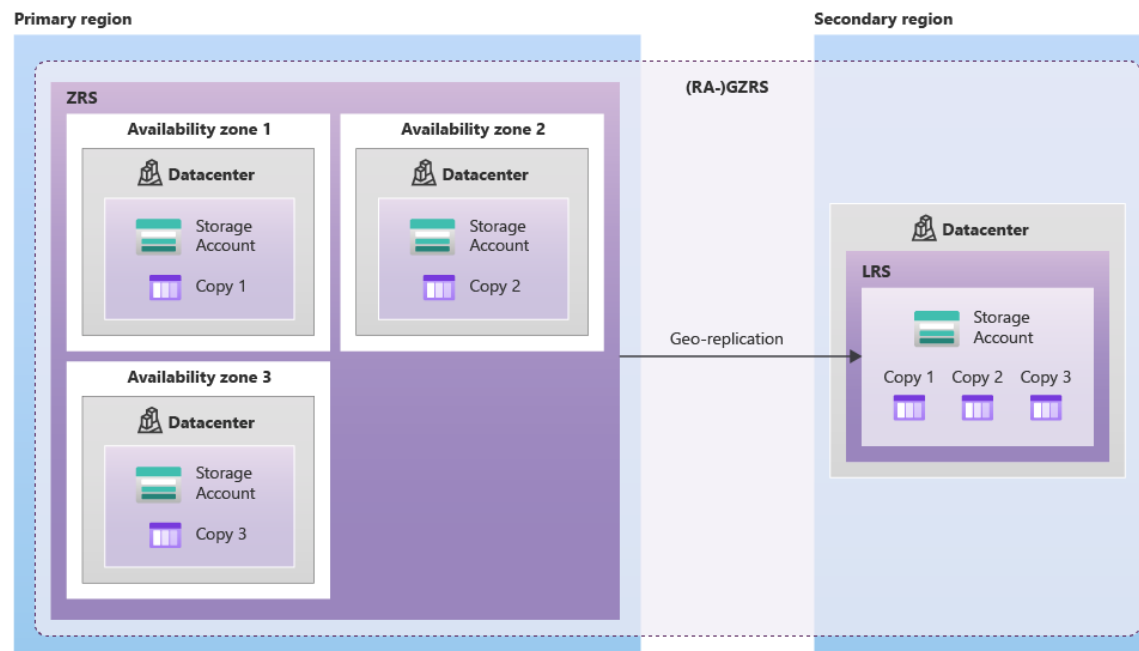 Primary region
Secondary region
(RA-)GZRS
ZRS
Availability zone 1
Datacenter
Storage
Account
Copy 1
Availability zone 2
Datacenter
Storage
Account
Copy 2
Availability zone 3
Datacenter
Storage
Account
Copy 3
Geo-replication
Datacenter
LRS
Storage
Account
Copy 1 Copy 2 Copy 3